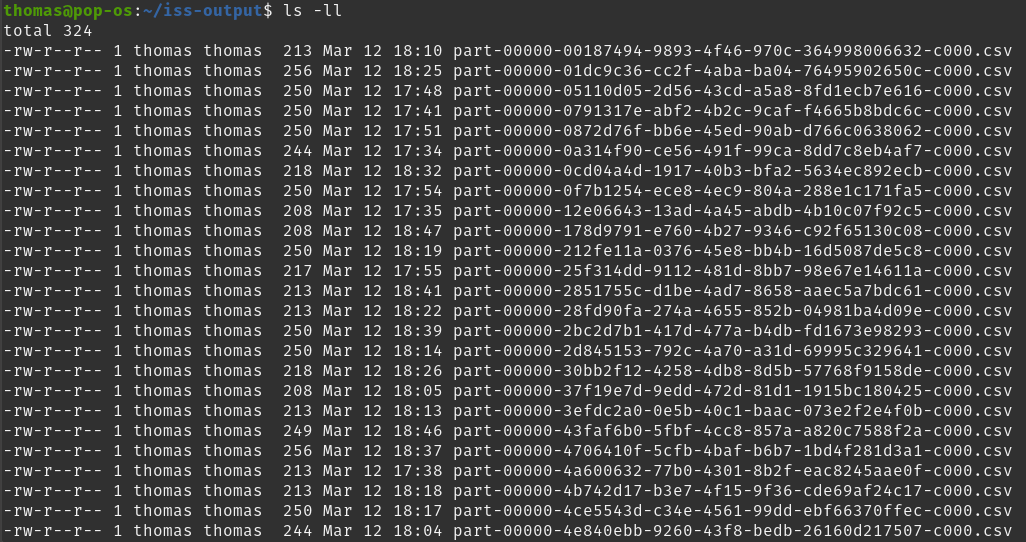 thomas@pop-os:~/iss-output$ ls -ll
total 324
-rw-r--r-- 1 thomas thomas  213 Mar 12 18:10 part-00000-00187494-9893-4f46-970c-364998006632-c000.csv
-rw-r--r-- 1 thomas thomas  256 Mar 12 18:25 part-00000-01dc9c36-cc2f-4aba-ba04-76495902650c-c000.csv
-rw-r--r-- 1 thomas thomas  250 Mar 12 17:48 part-00000-05110d05-2d56-43cd-a5a8-8fd1ecb7e616-c000.csv
-rw-r--r-- 1 thomas thomas  250 Mar 12 17:41 part-00000-0791317e-abf2-4b2c-9caf-f4665b8bdc6c-c000.csv
-rw-r--r-- 1 thomas thomas  250 Mar 12 17:51 part-00000-0872d76f-bb6e-45ed-90ab-d766c0638062-c000.csv
-rw-r--r-- 1 thomas thomas  244 Mar 12 17:34 part-00000-0a314f90-ce56-491f-99ca-8dd7c8eb4af7-c000.csv
-rw-r--r-- 1 thomas thomas  218 Mar 12 18:32 part-00000-0cd04a4d-1917-40b3-bfa2-5634ec892ecb-c000.csv
-rw-r--r-- 1 thomas thomas  250 Mar 12 17:54 part-00000-0f7b1254-ece8-4ec9-804a-288e1c171fa5-c000.csv
-rw-r--r-- 1 thomas thomas  208 Mar 12 17:35 part-00000-12e06643-13ad-4a45-abdb-4b10c07f92c5-c000.csv
-rw-r--r-- 1 thomas thomas  208 Mar 12 18:47 part-00000-178d9791-e760-4b27-9346-c92f65130c08-c000.csv
-rw-r--r-- 1 thomas thomas  250 Mar 12 18:19 part-00000-212fe11a-0376-45e8-bb4b-16d5087de5c8-c000.csv
-rw-r--r-- 1 thomas thomas  217 Mar 12 17:55 part-00000-25f314dd-9112-481d-8bb7-98e67e14611a-c000.csv
-rw-r--r-- 1 thomas thomas  213 Mar 12 18:41 part-00000-2851755c-d1be-4ad7-8658-aaec5a7bdc61-c000.csv
-rw-r--r-- 1 thomas thomas  213 Mar 12 18:22 part-00000-28fd90fa-274a-4655-852b-04981ba4d09e-c000.csv
-rw-r--r-- 1 thomas thomas  250 Mar 12 18:39 part-00000-2bc2d7b1-417d-477a-b4db-fd1673e98293-c000.csv
-rw-r--r-- 1 thomas thomas  250 Mar 12 18:14 part-00000-2d845153-792c-4a70-a31d-69995c329641-c000.csv
-rw-r--r-- 1 thomas thomas  218 Mar 12 18:26 part-00000-30bb2f12-4258-4db8-8d5b-57768f9158de-c000.csv
-rw-r--r-- 1 thomas thomas  208 Mar 12 18:05 part-00000-37f19e7d-9edd-472d-81d1-1915bc180425-c000.csv
-rw-r--r-- 1 thomas thomas  213 Mar 12 18:13 part-00000-3efdc2a0-0e5b-40c1-baac-073e2f2e4f0b-c000.csv
-rw-r--r-- 1 thomas thomas  249 Mar 12 18:46 part-00000-43faf6b0-5fbf-4cc8-857a-a820c7588f2a-c000.csv
-rw-r--r-- 1 thomas thomas  256 Mar 12 18:37 part-00000-4706410f-5cfb-4baf-b6b7-1bd4f281d3a1-c000.csv
-rw-r--r-- 1 thomas thomas  213 Mar 12 17:38 part-00000-4a600632-77b0-4301-8b2f-eac8245aae0f-c000.csv
-rw-r--r-- 1 thomas thomas  213 Mar 12 18:18 part-00000-4b742d17-b3e7-4f15-9f36-cde69af24c17-c000.csv
-rw-r--r-- 1 thomas thomas  250 Mar 12 18:17 part-00000-4ce5543d-c34e-4561-99dd-ebf66370ffec-c000.csv
-rw-r--r-- 1 thomas thomas  244 Mar 12 18:04 part-00000-4e840ebb-9260-43f8-bedb-26160d217507-c000.csv